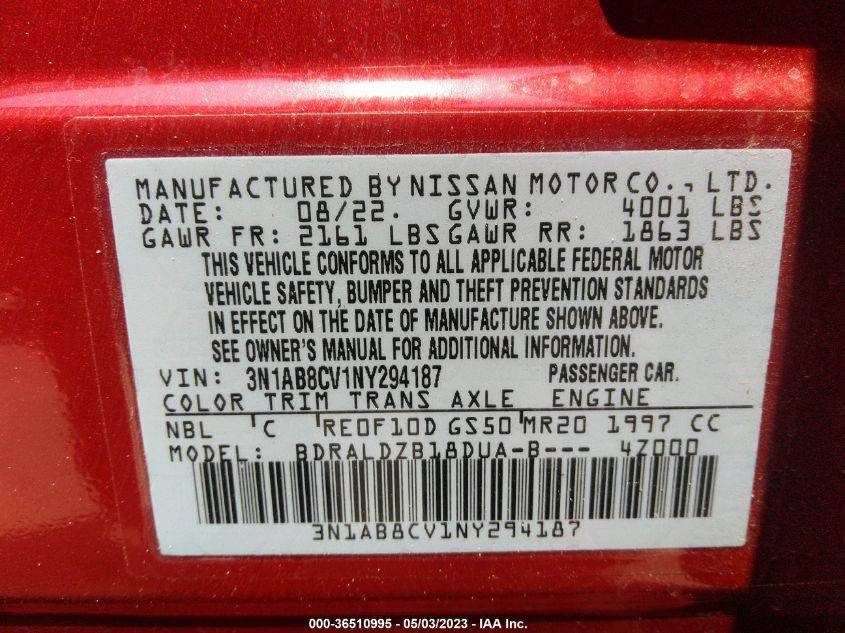 MANUFACTURED BY NISSAN MOTOR CO., LTD.
DATE: 08/22. GVWR: 4001 LBS
GAWR FR: 2161 LBS GAWR RR: 1863 LBS
THIS VEHICLE CONFORMS TO ALL APPLICABLE FEDERAL MOTOR
VEHICLE SAFETY, BUMPER AND THEFT PREVENTION STANDARDS
IN EFFECT ON THE DATE OF MANUFACTURE SHOWN ABOVE.
SEE OWNER'S MANUAL FOR ADDITIONAL INFORMATION.
VIN: 3N1AB8CV1NY294187 PASSENGER CAR.
COLOR TRIM TRANS AXLE ENGINE
NBL C RE0F10D GS50 MR20 1997 CC
MODEL: BDRALDZB18DUA-B--- 4Z000
3N1AB8CV1NY294187
000-36510995 - 05/03/2023 - IAA Inc.